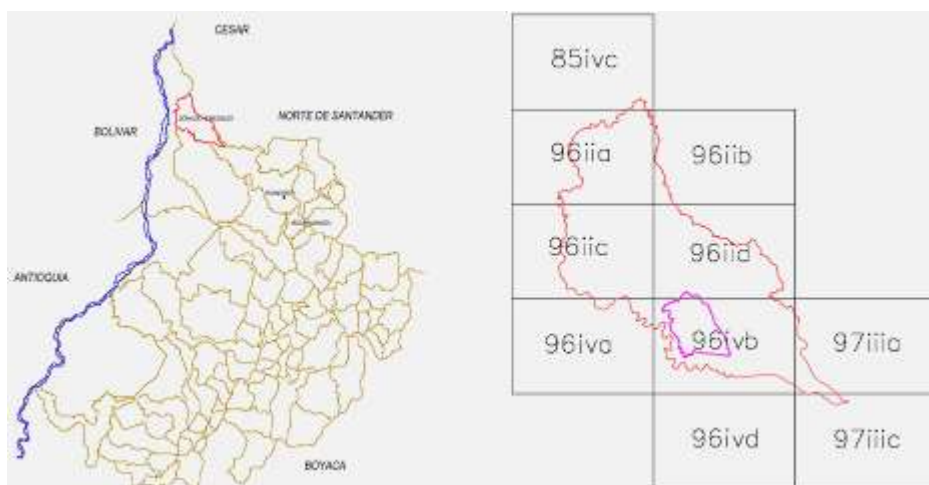 CESAR
NORTE DE SANTANDER
BOLIVAR
ANTIOQUIA
BOYACA
85ivc
96iia
96iib
96iic
96iid
96iva
96ivb
97iiia
96ivd
97iiic